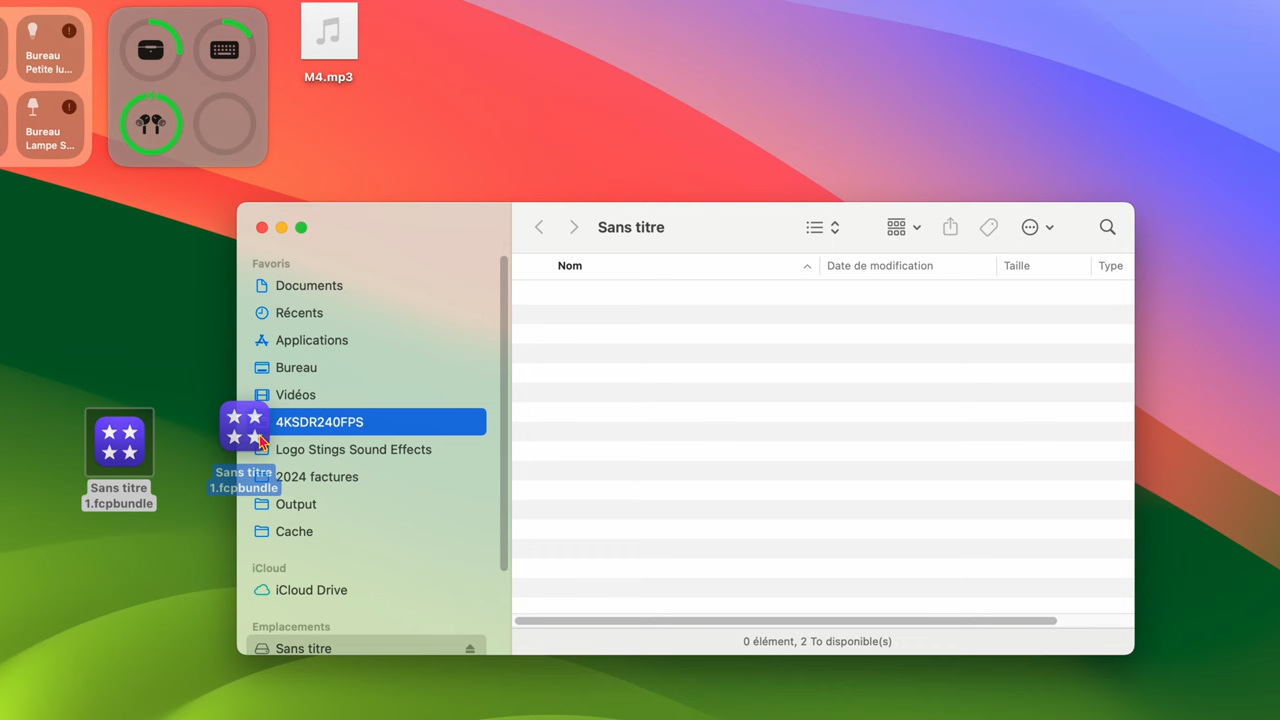 Bureau
Petite lu...
Bureau
Lampe S...
M4.mp3
Sans titre
Favoris
Documents
Récents
Applications
Bureau
Vidéos
4KSDR240FPS
Logo Stings Sound Effects
2024 factures
Output
Cache
iCloud
iCloud Drive
Emplacements
Sans titre
Nom
Date de modification
Taille
Type
0 élément, 2 To disponible(s)
Sans titre
1.fcpbundle
Sans titre
1.fcpbundle